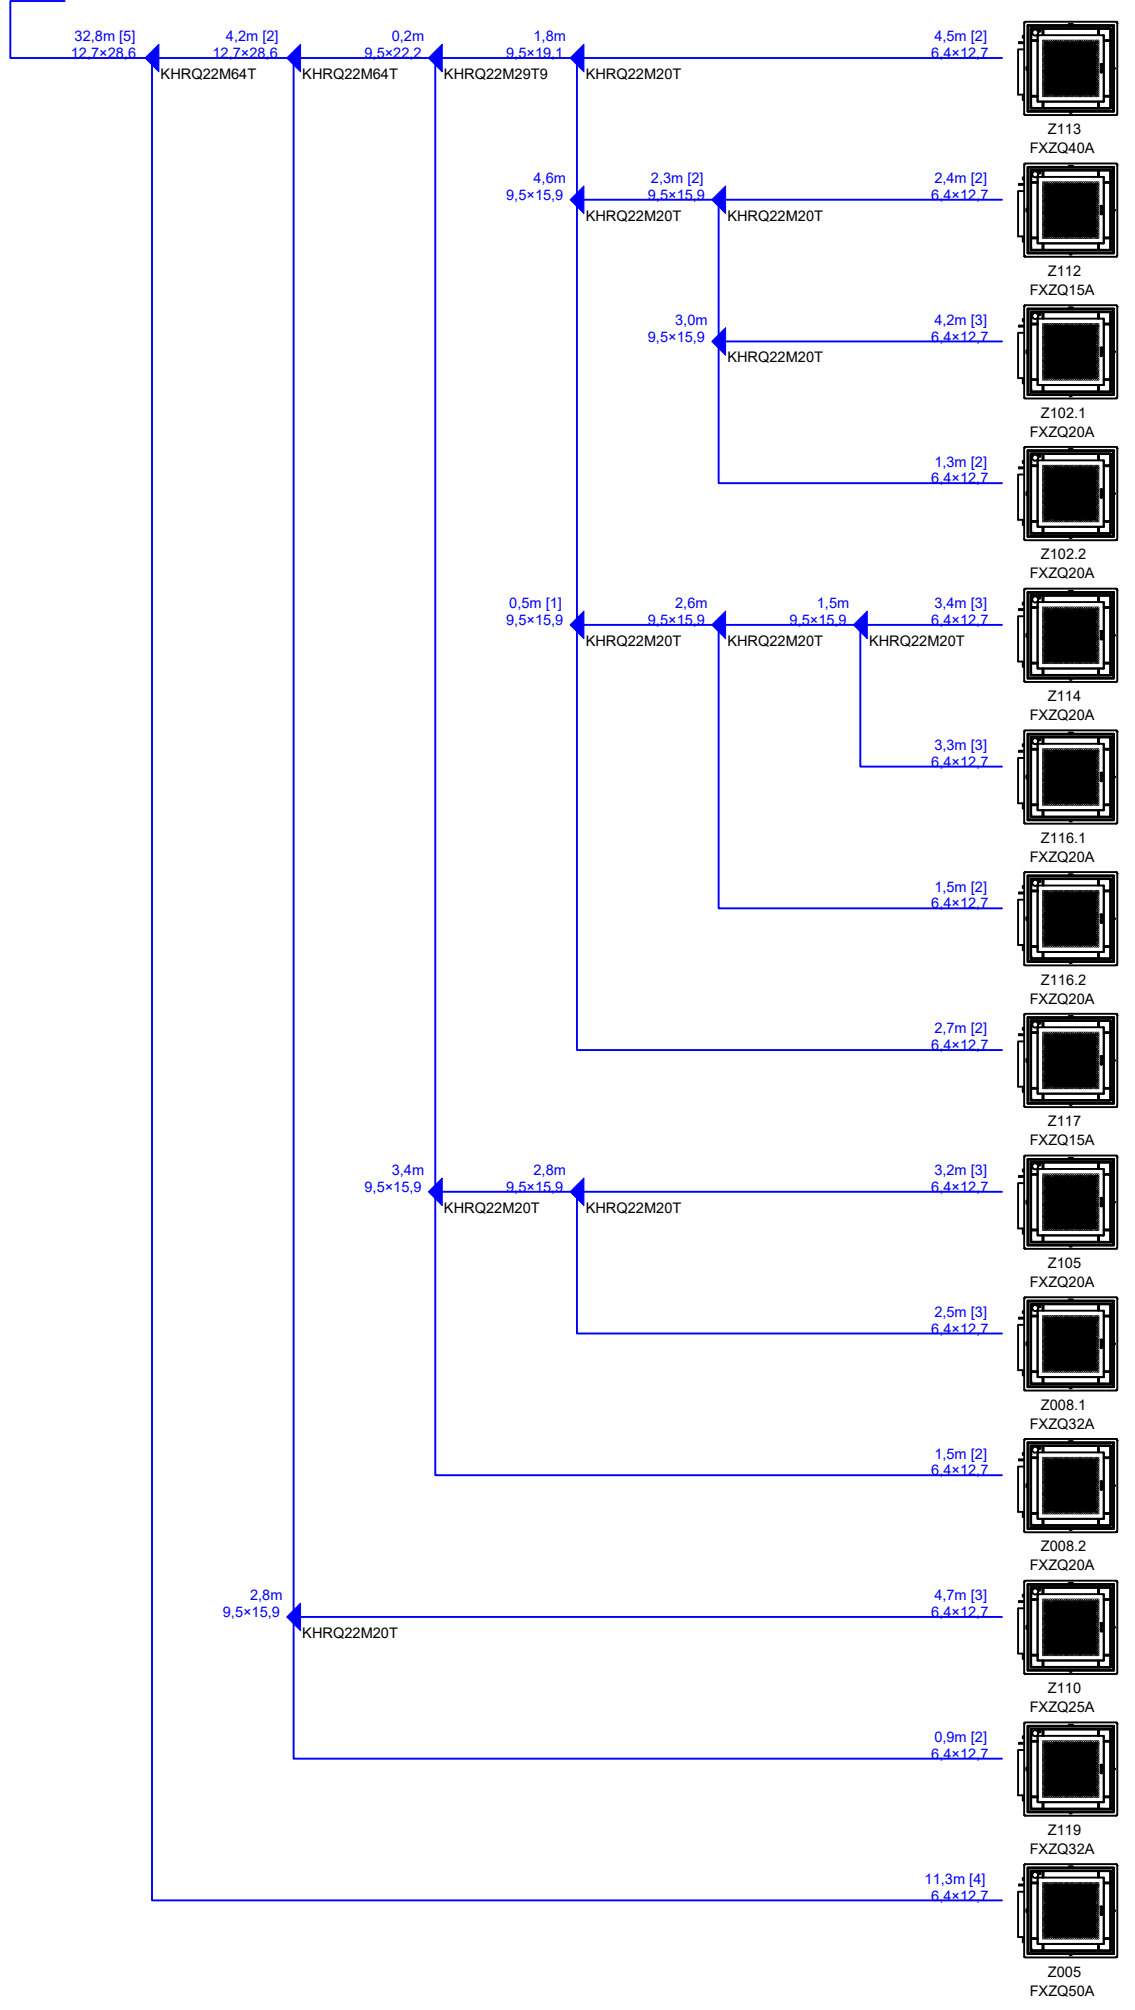 32,8m [5]
12,7×28,6
KHRQ22M64T
4,2m [2]
12,7×28,6
KHRQ22M64T
0,2m
9,5×22,2
KHRQ22M29T9
1,8m
9,5×19,1
KHRQ22M20T
4,5m [2]
6,4×12,7
Z113
FXZQ40A
4,6m
9,5×15,9
KHRQ22M20T
2,3m [2]
9,5×15,9
KHRQ22M20T
2,4m [2]
6,4×12,7
Z112
FXZQ15A
3,0m
9,5×15,9
KHRQ22M20T
4,2m [3]
6,4×12,7
Z102.1
FXZQ20A
1,3m [2]
6,4×12,7
Z102.2
FXZQ20A
0,5m [1]
9,5×15,9
KHRQ22M20T
2,6m
9,5×15,9
KHRQ22M20T
1,5m
9,5×15,9
KHRQ22M20T
3,4m [3]
6,4×12,7
Z114
FXZQ20A
3,3m [3]
6,4×12,7
Z116.1
FXZQ20A
1,5m [2]
6,4×12,7
Z116.2
FXZQ20A
2,7m [2]
6,4×12,7
Z117
FXZQ15A
3,4m
9,5×15,9
KHRQ22M20T
2,8m
9,5×15,9
KHRQ22M20T
3,2m [3]
6,4×12,7
Z105
FXZQ20A
2,5m [3]
6,4×12,7
Z008.1
FXZQ32A
1,5m [2]
6,4×12,7
Z008.2
FXZQ20A
2,8m
9,5×15,9
KHRQ22M20T
4,7m [3]
6,4×12,7
Z110
FXZQ25A
0,9m [2]
6,4×12,7
Z119
FXZQ32A
11,3m [4]
6,4×12,7
Z005
FXZQ50A